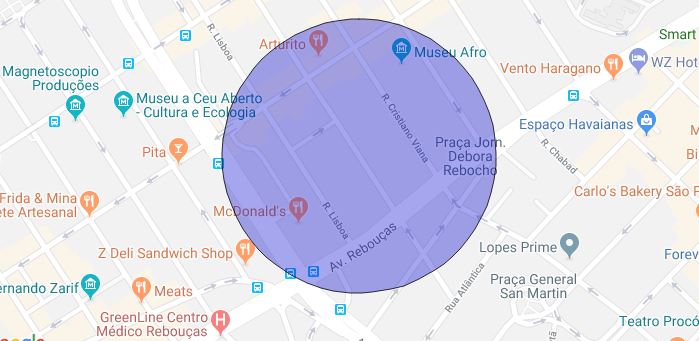 R. Lisboa
Arturito
Museu Afro
Smart
Vento Haragano
WZ Hot
Magnetoscopio
Produções
Museu a Ceu Aberto
- Cultura e Ecologia
R. Cristiano Viana
Espaço Havaianas
Pita
Praça Jorn.
Debora
Rebocho
R. Chabad
Carlo's Bakery São P
Frida & Mina
ete Artesanal
McDonald's
R. Lisboa
Z Deli Sandwich Shop
Av. Rebouças
Lopes Prime
Forev
ernando Zarif
Meats
Rua Atlântica
Praça General
San Martin
GreenLine Centro
Médico Rebouças
Teatro Procó